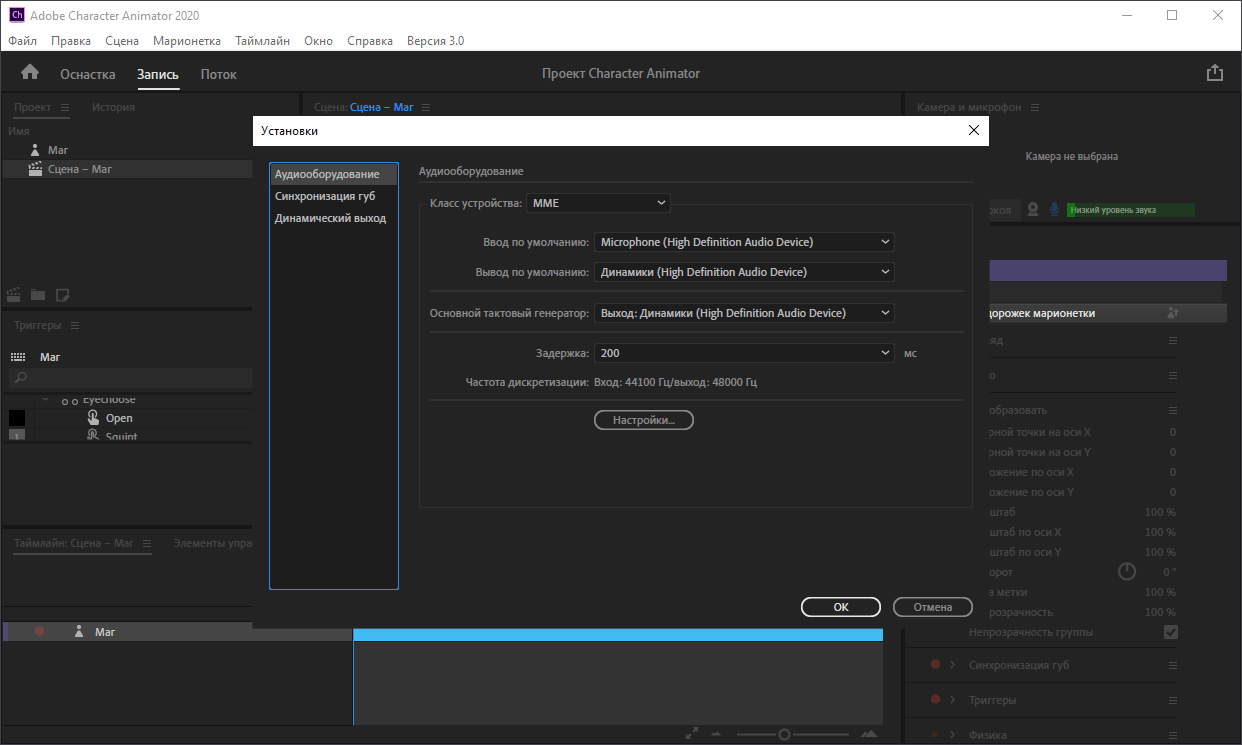 Ch Adobe Character Animator 2020
Файл Правка Сцена Марионетка Таймлайн Окно Справка Версия 3.0
Оснастка Запись Поток Проект Character Animator
Проект История Сцена: Сцена – Маг Камера и микрофон
Имя
Маг
Сцена – Маг
Камера не выбрана
Низкий уровень звука
Установки
Аудиооборудование
Синхронизация губ
Динамический выход
Аудиооборудование
Класс устройства: MME
Ввод по умолчанию: Microphone (High Definition Audio Device)
Вывод по умолчанию: Динамики (High Definition Audio Device)
Основной тактовый генератор: Выход: Динамики (High Definition Audio Device)
Задержка: 200 мс
Частота дискретизации: Вход: 44100 Гц/выход: 48000 Гц
Настройки...
OK Отмена
Триггеры
Маг
Eyechoose
Open
1 Squint
Таймлайн: Сцена – Маг Элементы упра
Маг
дорожек марионетки
яд
о
образовать
рной точки на оси X 0
рной точки на оси Y 0
ожение по оси X 0
ожение по оси Y 0
штаб 100 %
штаб по оси X 100 %
штаб по оси Y 100 %
орот 0 °
а метки 100 %
розрачность 100 %
Непрозрачность группы
Синхронизация губ
Триггеры
Физика